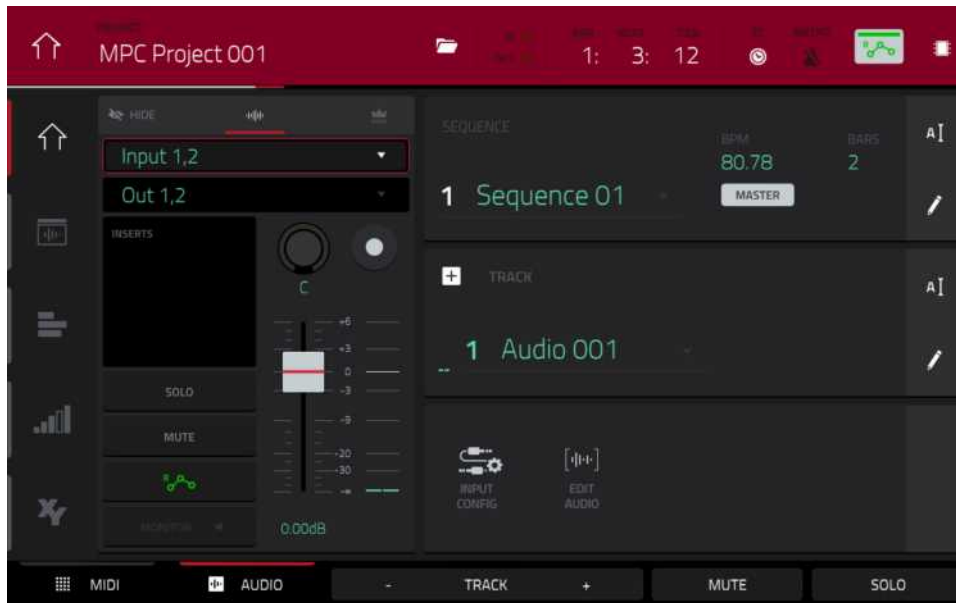 MPC Project 001
1: 3: 12
HIDE
Input 1,2
Out 1,2
INSERTS
C
+6
+3
0
-3
-9
-20
-30
-∞
SOLO
MUTE
R
MONITOR
0.00dB
SEQUENCE
BPM
BARS
80.78
2
1 Sequence 01
MASTER
TRACK
1 Audio 001
INPUT
CONFIG
EDIT
AUDIO
A
A
XY
MIDI
AUDIO
- TRACK +
MUTE
SOLO